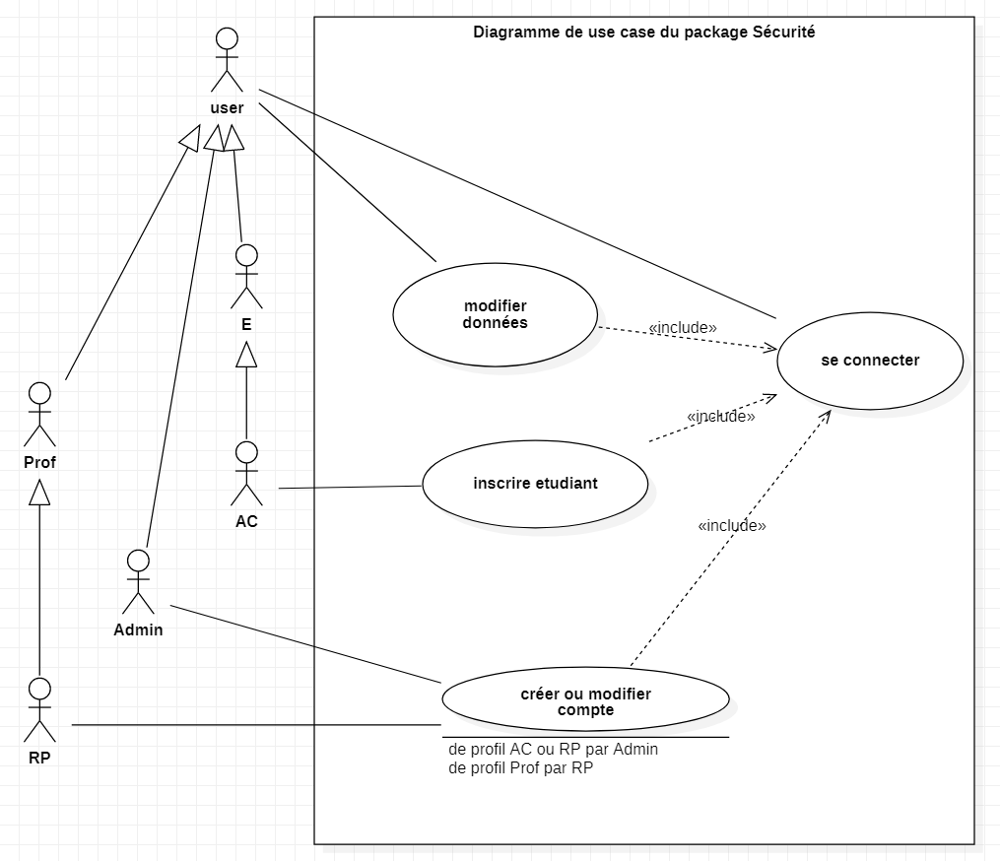 Diagramme de use case du package Sécurité
user
modifier
données
«include»
se connecter
E
«include»
Prof
inscrire etudiant
AC
«include»
Admin
créer ou modifier
compte
RP
de profil AC ou RP par Admin
de profil Prof par RP